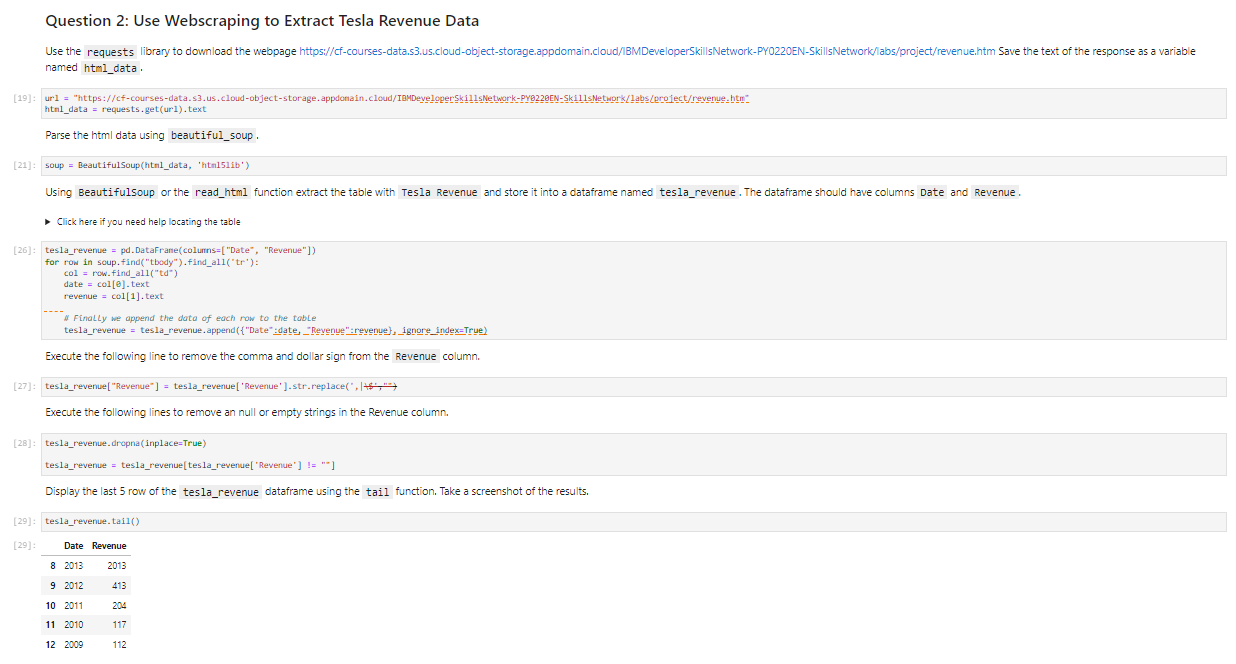 Question 2: Use Webscraping to Extract Tesla Revenue Data
Use the requests library to download the webpage https://cf-courses-data.s3.us.cloud-object-storage.appdomain.cloud/IBMDeveloperSkillsNetwork-PY0220EN-SkillsNetwork/labs/project/revenue.htm Save the text of the response as a variable
named html_data.
[19]: url = "https://cf-courses-data.s3.us.cloud-object-storage.appdomain.cloud/IBMDeveloperSkillsNetwork-PY0220EN-SkillsNetwork/labs/project/revenue.htm"
html_data = requests.get(url).text
Parse the html data using beautiful_soup.
[21]: soup = BeautifulSoup(html_data, 'html5lib')
Using BeautifulSoup or the read_html function extract the table with Tesla Revenue and store it into a dataframe named tesla_revenue. The dataframe should have columns Date and Revenue.
▶ Click here if you need help locating the table
[26]: tesla_revenue = pd.DataFrame(columns=["Date", "Revenue"])
for row in soup.find("tbody").find_all('tr'):
    col = row.find_all("td")
    date = col[0].text
    revenue = col[1].text
    # Finally we append the data of each row to the table
    tesla_revenue = tesla_revenue.append({"Date":date, "Revenue":revenue}, ignore_index=True)
Execute the following line to remove the comma and dollar sign from the Revenue column.
[27]: tesla_revenue["Revenue"] = tesla_revenue['Revenue'].str.replace(',|\$',"")
Execute the following lines to remove an null or empty strings in the Revenue column.
[28]: tesla_revenue.dropna(inplace=True)
tesla_revenue = tesla_revenue[tesla_revenue['Revenue'] != ""]
Display the last 5 row of the tesla_revenue dataframe using the tail function. Take a screenshot of the results.
[29]: tesla_revenue.tail()
[29]: Date Revenue
8 2013 2013
9 2012 413
10 2011 204
11 2010 117
12 2009 112